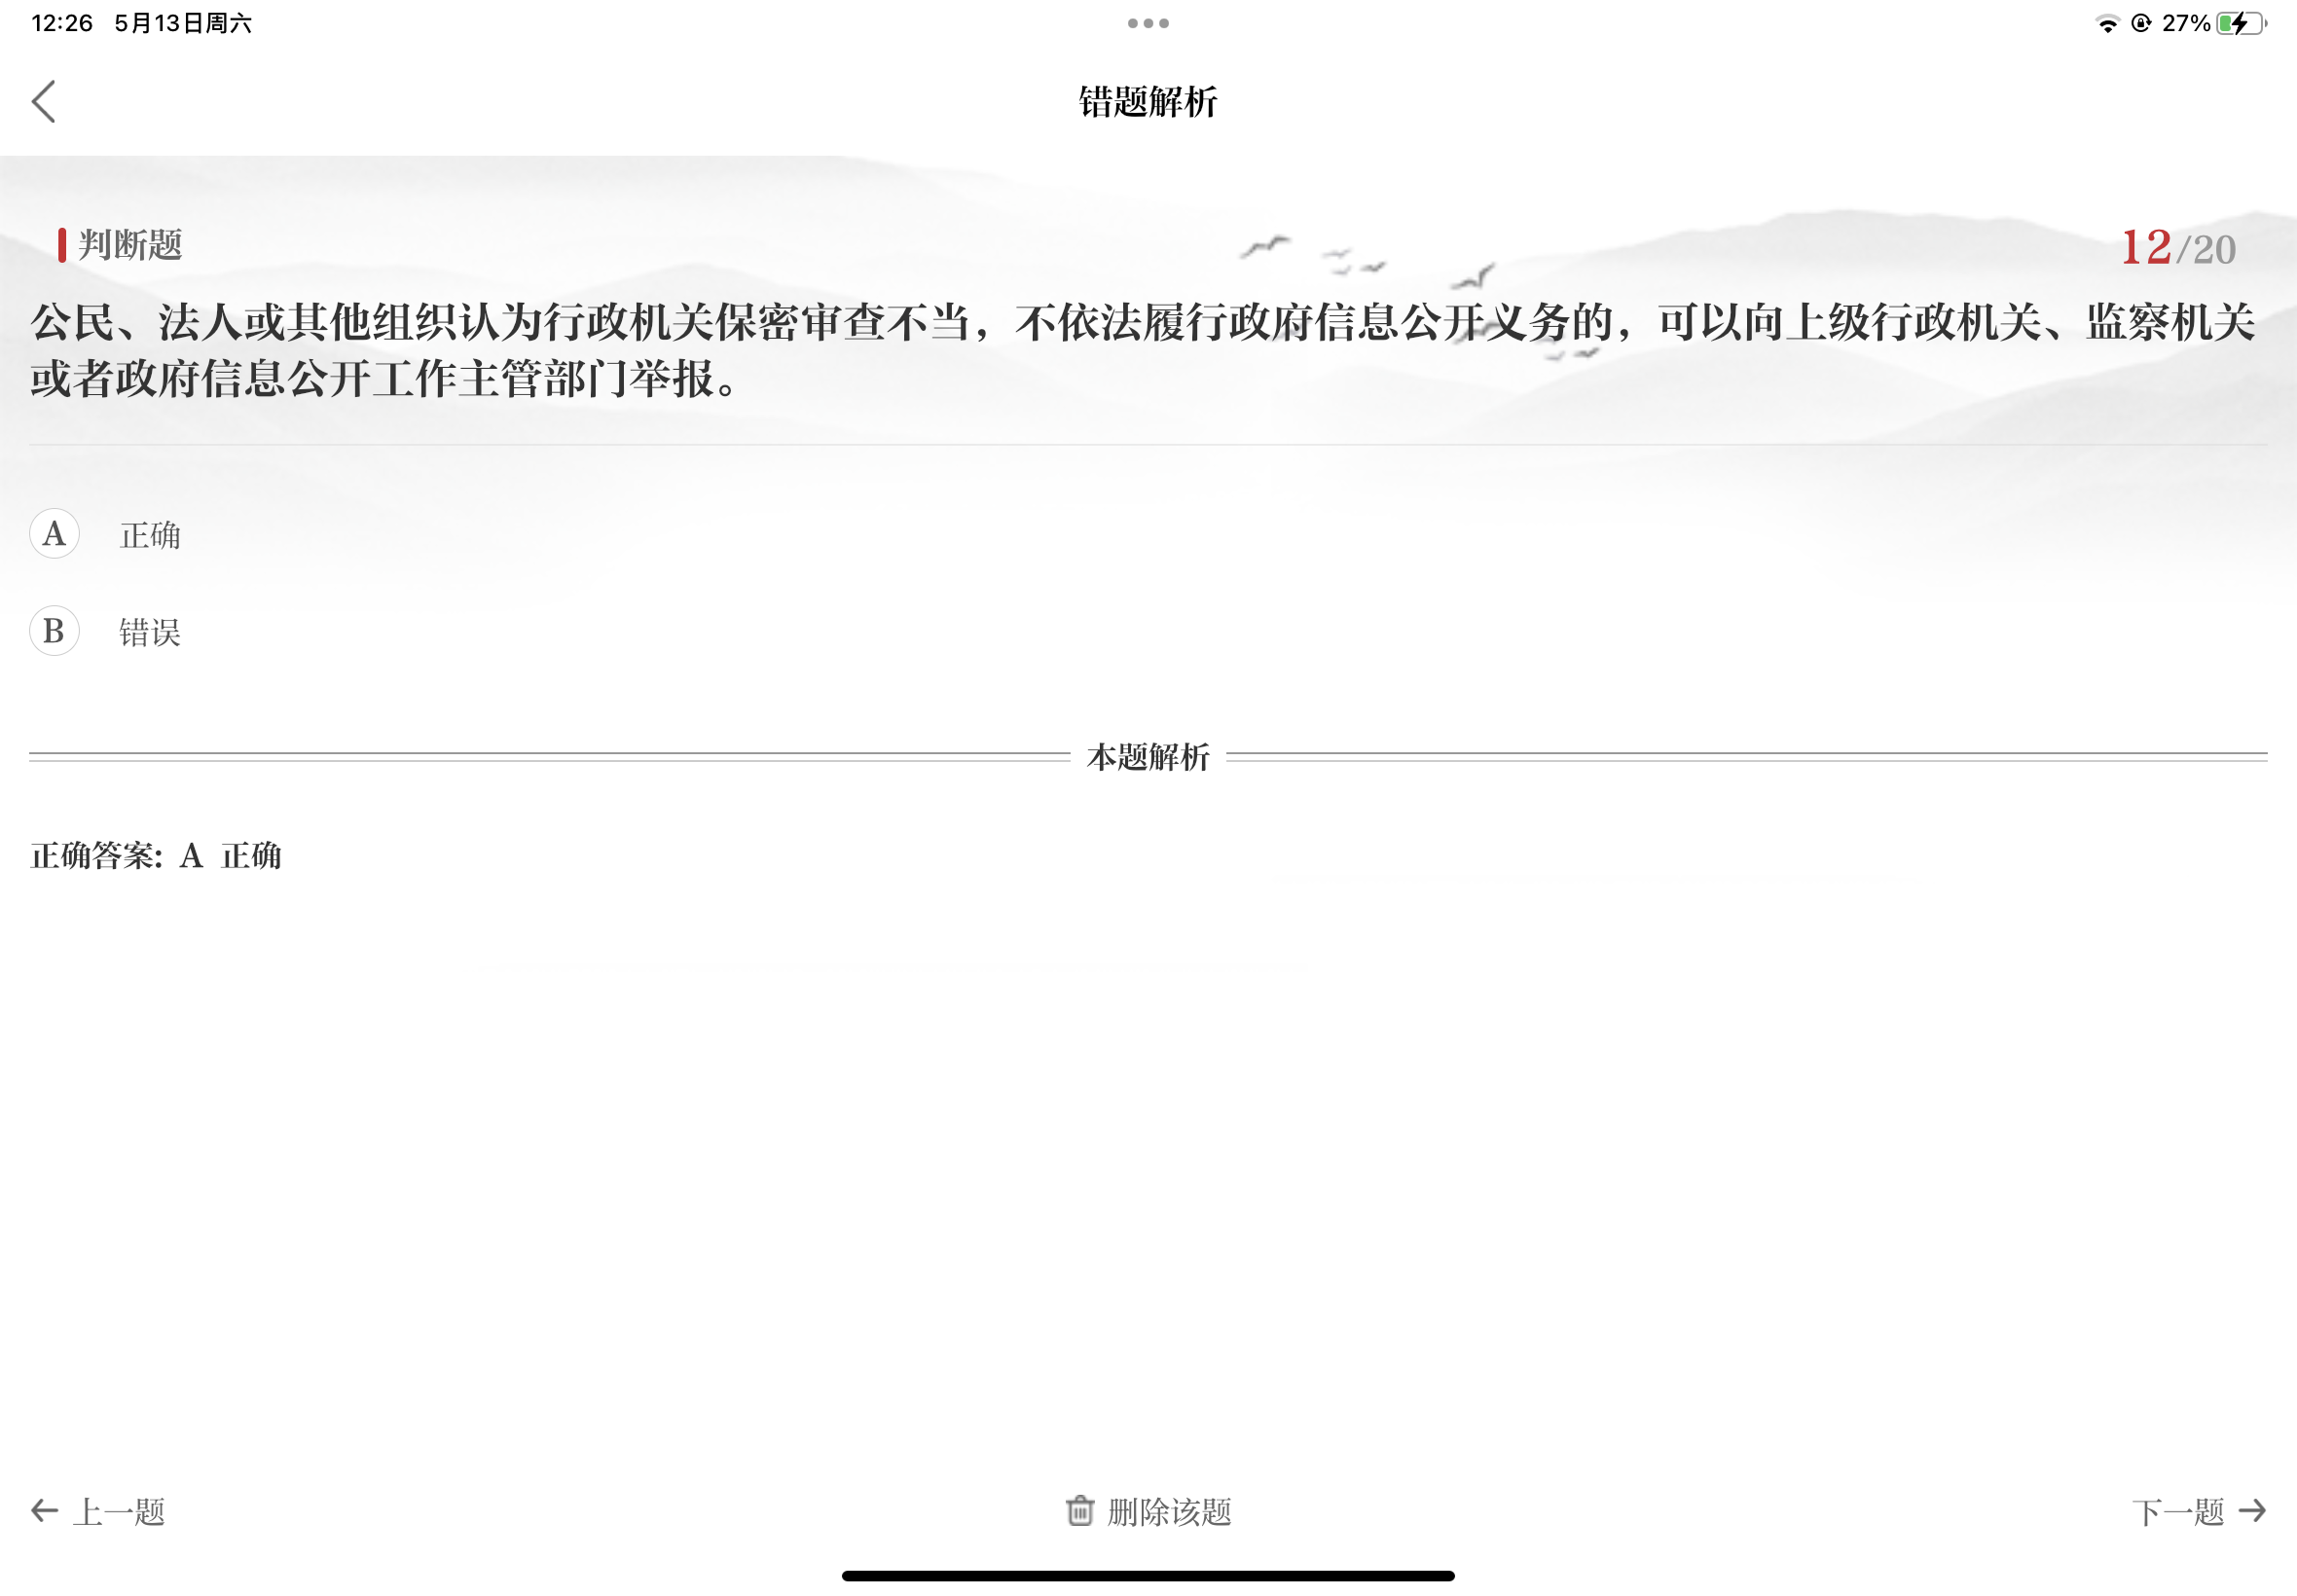 12:26 5月13日周六
27%
错题解析
判断题
12/20
公民、法人或其他组织认为行政机关保密审查不当，不依法履行政府信息公开义务的，可以向上级行政机关、监察机关
或者政府信息公开工作主管部门举报。
A 正确
B 错误
本题解析
正确答案: A 正确
上一题
删除该题
下一题